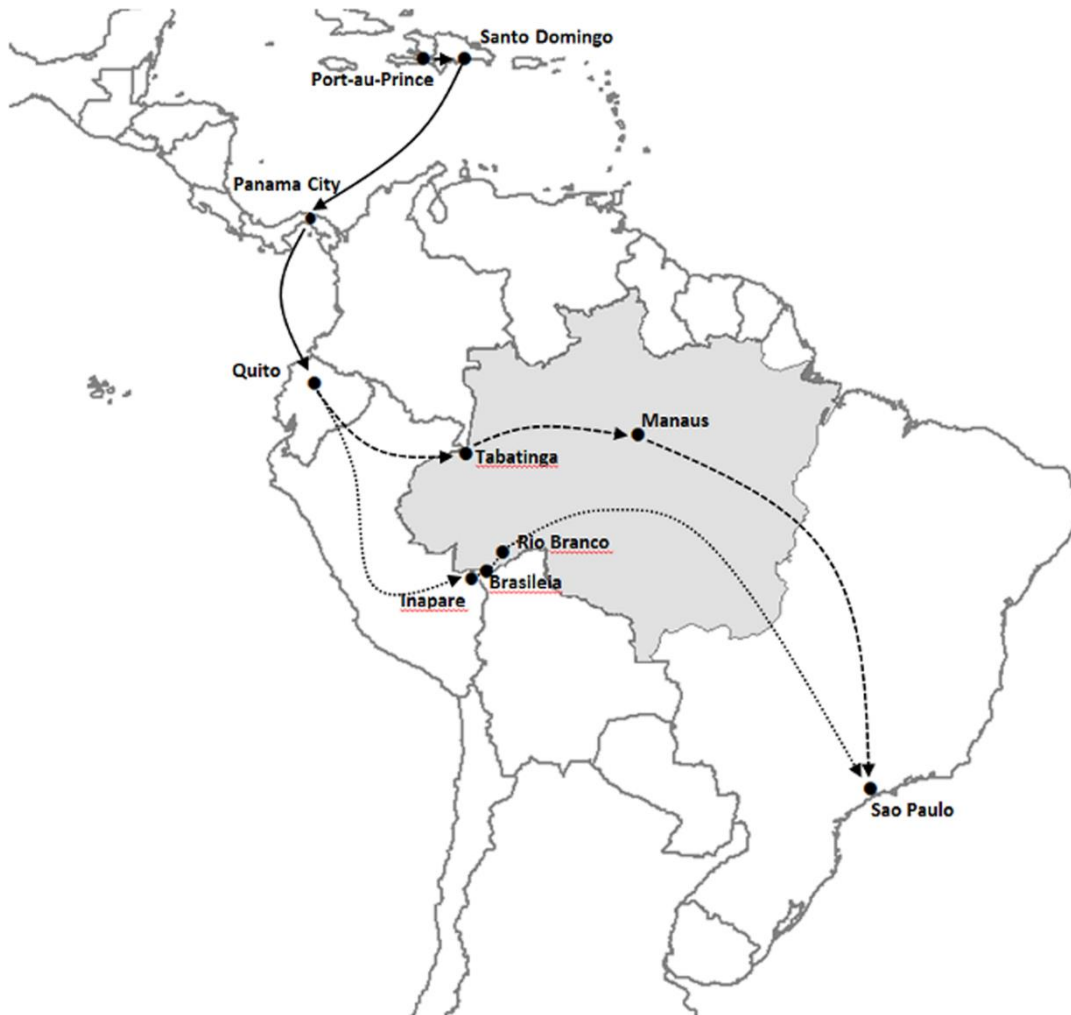 Santo Domingo
Port-au-Prince
Panama City
Quito
Manaus
Tabatinga
Rio Branco
Brasileia
Inapare
Sao Paulo